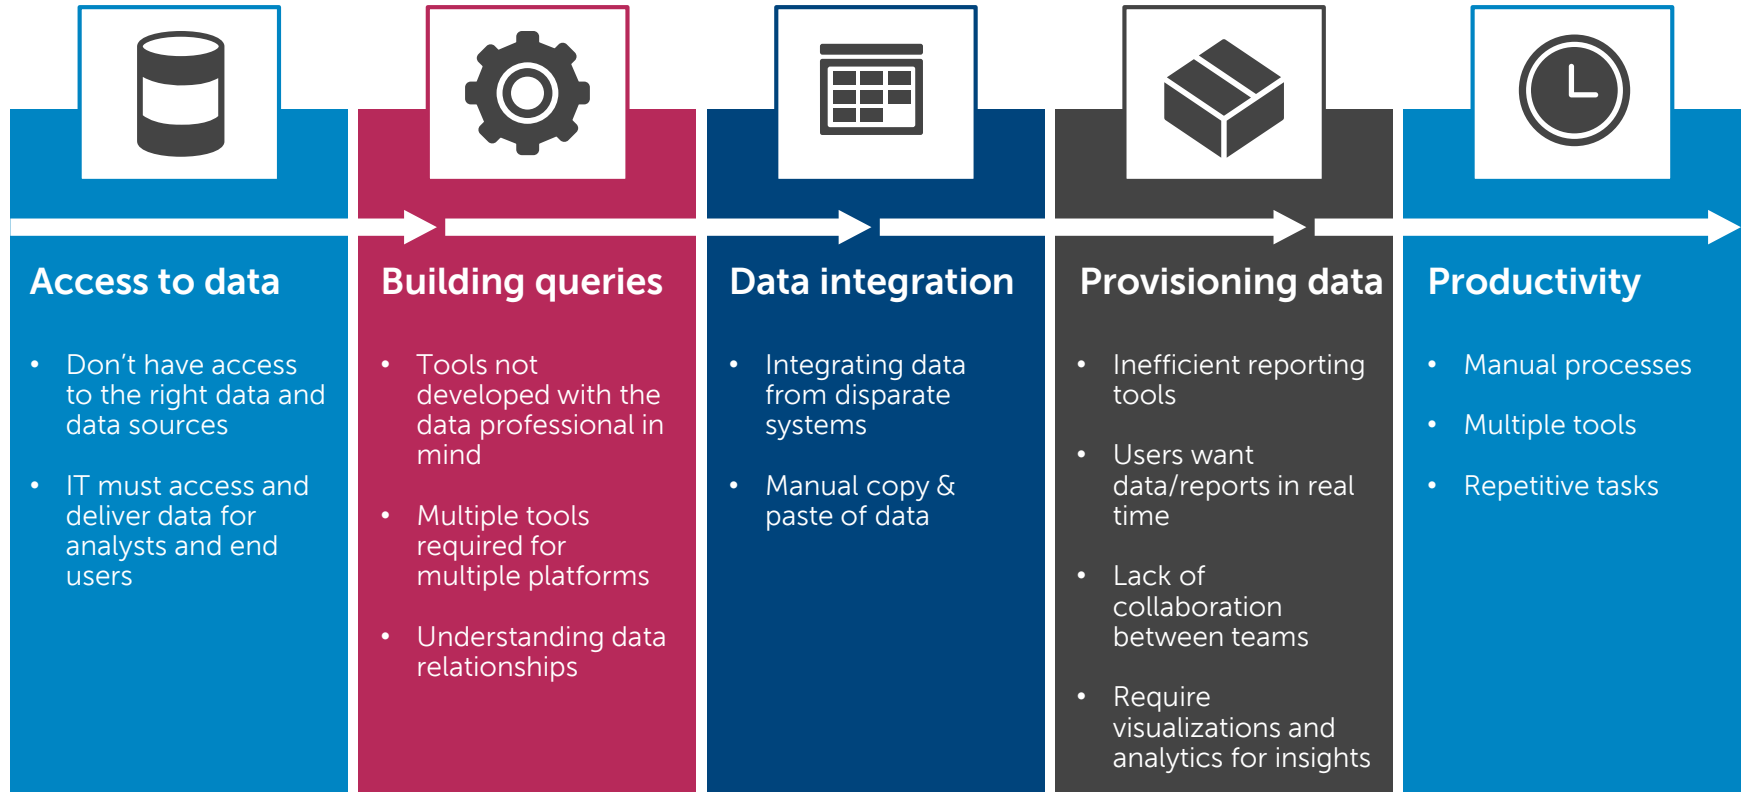 Access to data
• Don’t have access
to the right data and
data sources
• IT must access and
deliver data for
analysts and end
users
Building queries
• Tools not
developed with the
data professional in
mind
• Multiple tools
required for
multiple platforms
• Understanding data
relationships
Data integration
• Integrating data
from disparate
systems
• Manual copy &
paste of data
Provisioning data
• Inefficient reporting
tools
• Users want
data/reports in real
time
• Lack of
collaboration
between teams
• Require
visualizations and
analytics for insights
Productivity
• Manual processes
• Multiple tools
• Repetitive tasks